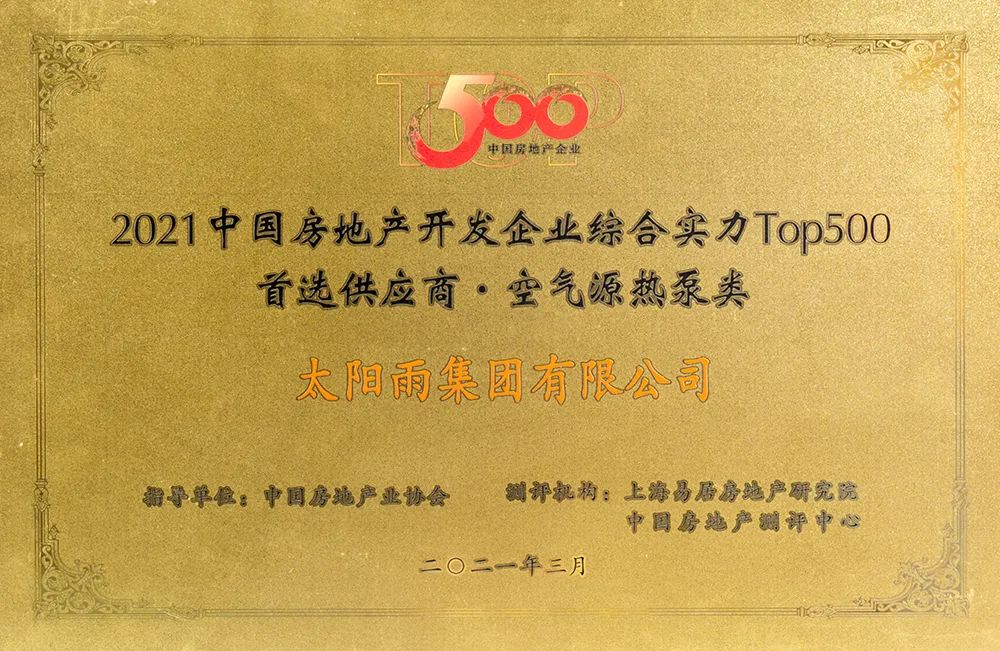 TOP
500
中国房地产企业
2021中国房地产开发企业综合实力Top500
首选供应商·空气源热泵类
太阳雨集团有限公司
指导单位：中国房地产业协会
测评机构：上海易居房地产研究院
中国房地产测评中心
二〇二一年三月